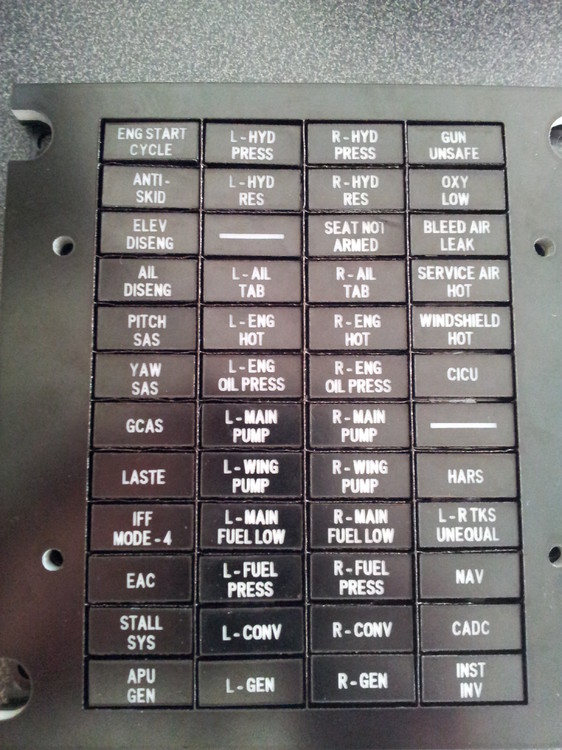 ENG START
CYCLE
L-HYD
PRESS
R-HYD
PRESS
GUN
UNSAFE
ANTI-
SKID
L-HYD
RES
R-HYD
RES
OXY
LOW
ELEV
DISENG
SEAT NOT
ARMED
BLEED AIR
LEAK
AIL
DISENG
L-AIL
TAB
R-AIL
TAB
SERVICE AIR
HOT
PITCH
SAS
L-ENG
HOT
R-ENG
HOT
WINDSHIELD
HOT
YAW
SAS
L-ENG
OIL PRESS
R-ENG
OIL PRESS
CICU
GCAS
L-MAIN
PUMP
R-MAIN
PUMP
LASTE
L-WING
PUMP
R-WING
PUMP
HARS
IFF
MODE-4
L-MAIN
FUEL LOW
R-MAIN
FUEL LOW
L-R TKS
UNEQUAL
EAC
L-FUEL
PRESS
R-FUEL
PRESS
NAV
STALL
SYS
L-CONV
R-CONV
CADC
APU
GEN
L-GEN
R-GEN
INST
INV